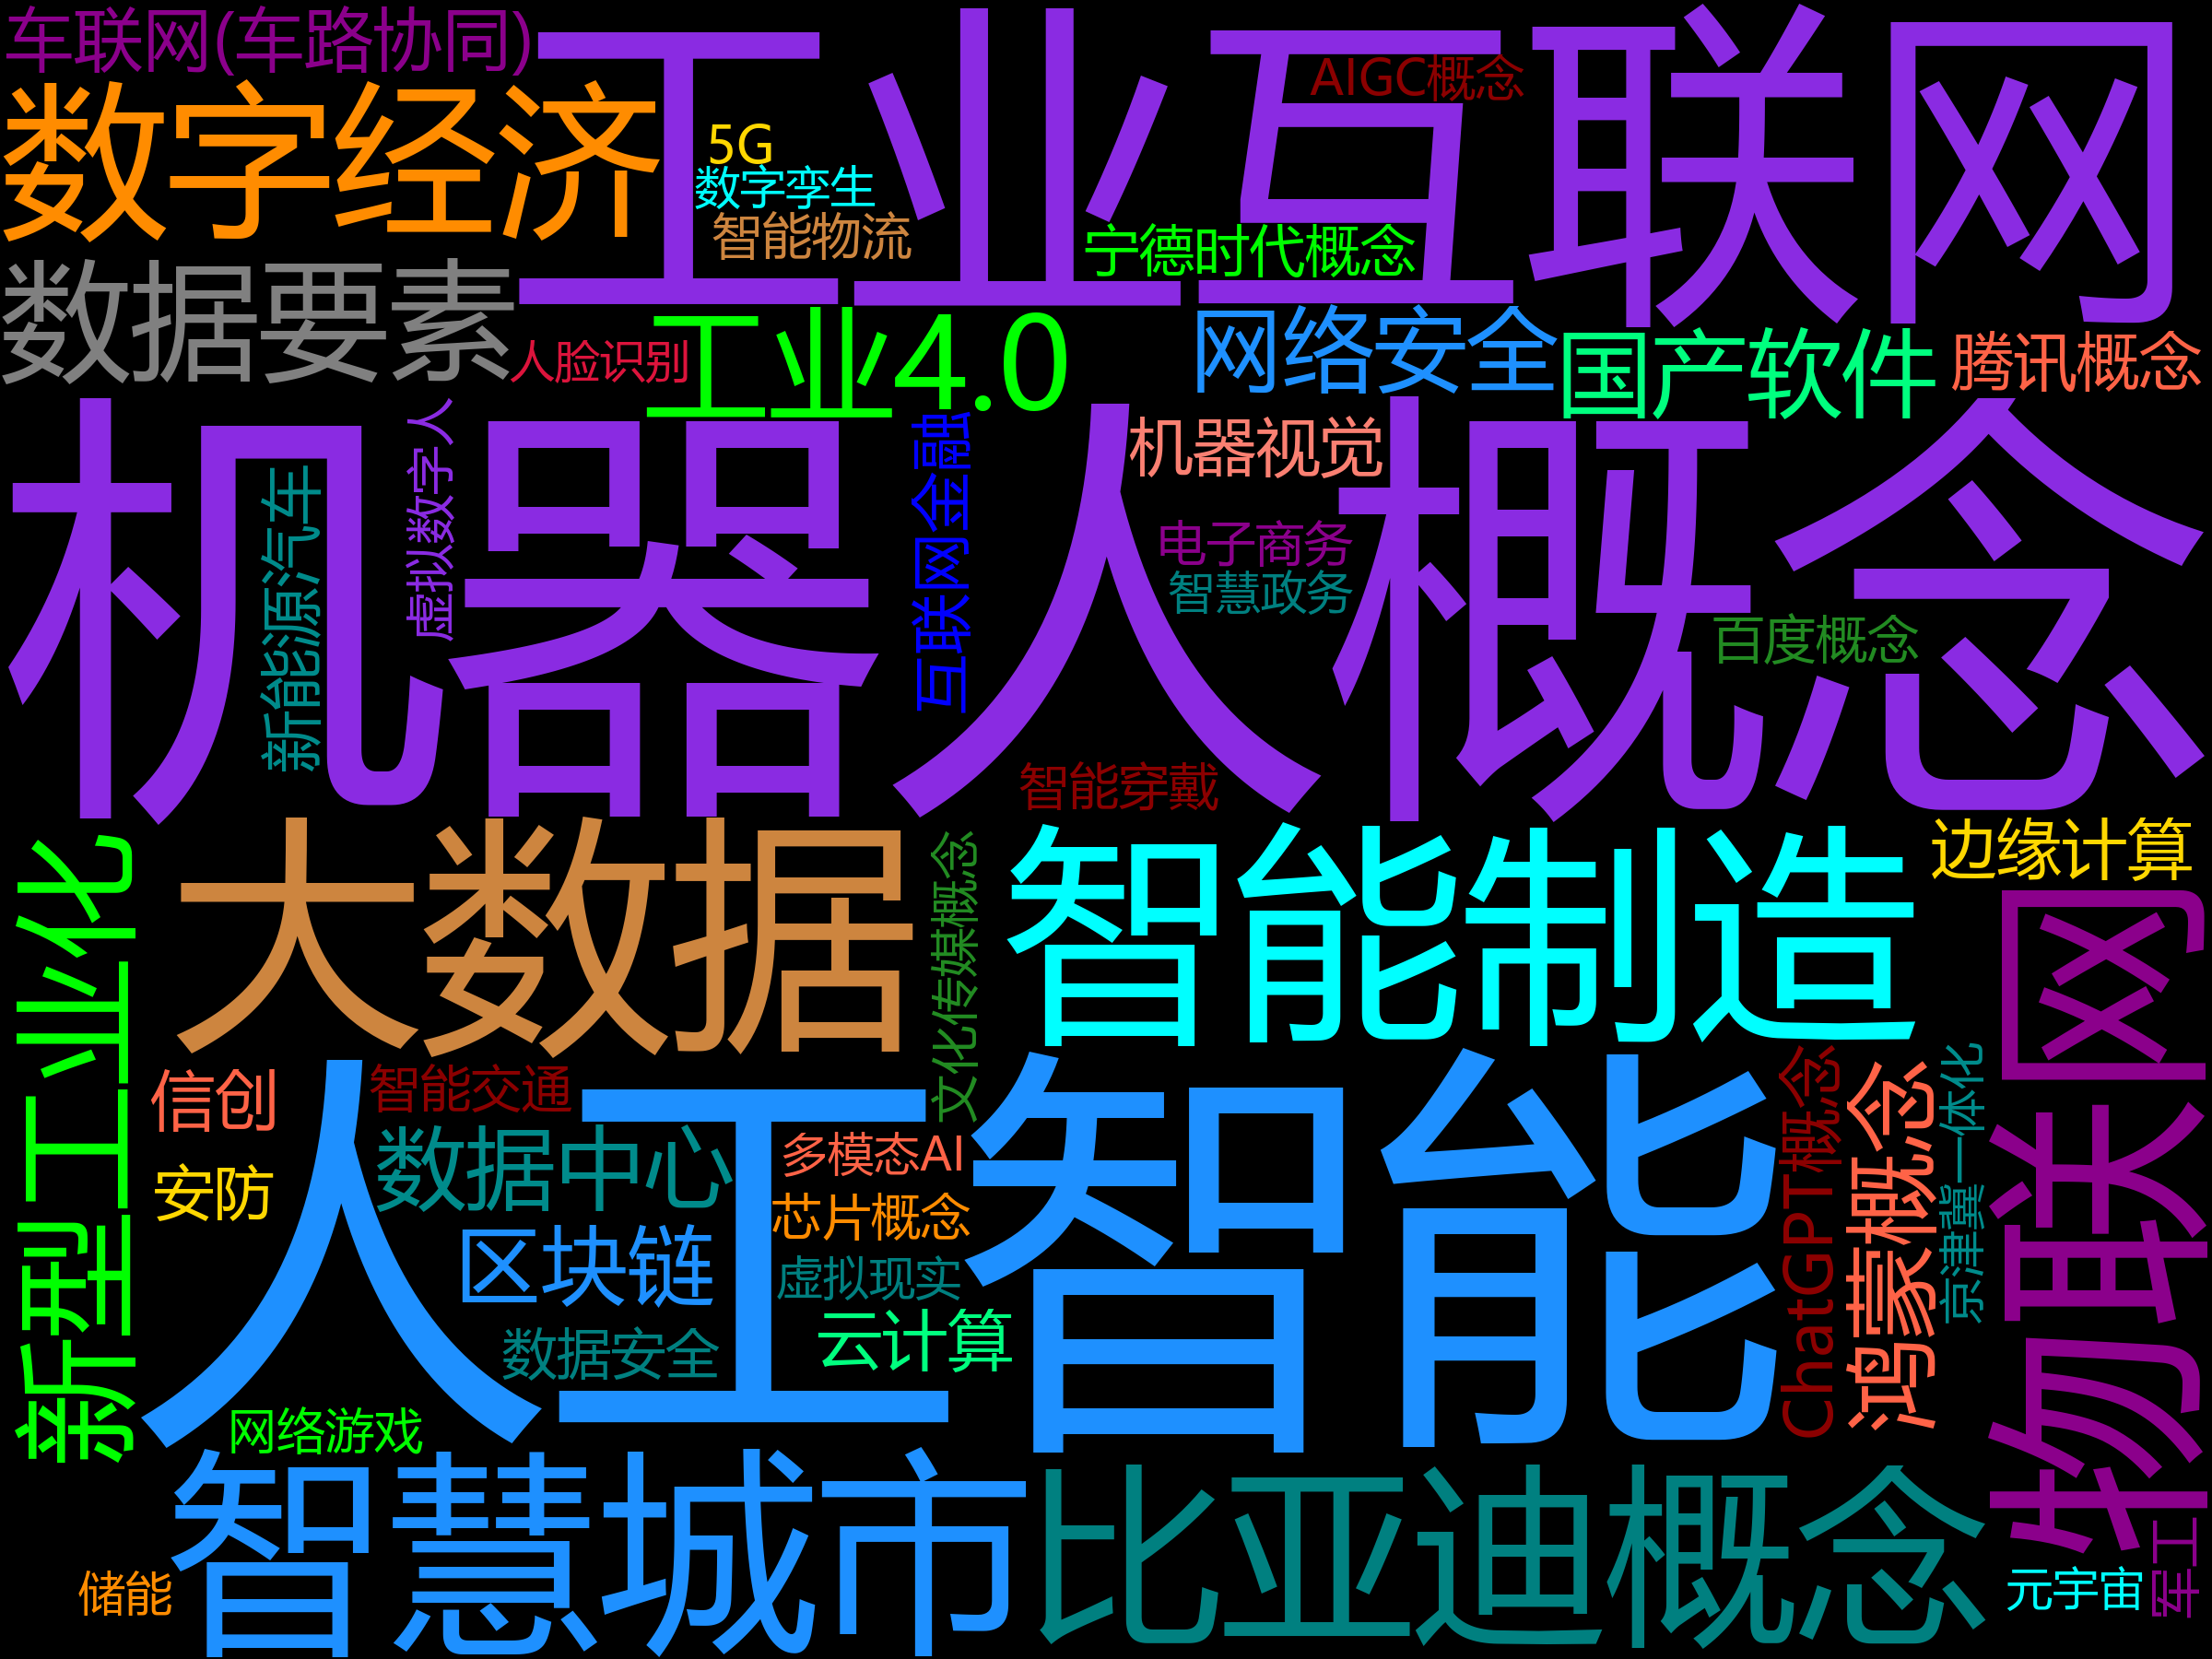 车联网(车路协同)
工业互联网
AIGC概念
数字经济
5G
数字孪生
智能物流
宁德时代概念
数据要素
人脸识别
工业4.0
网络安全
国产软件
腾讯概念
机器人概念
新能源汽车
虚拟数字人
互联网金融
机器视觉
电子商务
智慧政务
百度概念
智能穿戴
新型工业化
大数据
文化传媒概念
智能制造
边缘计算
物联网
人工智能
信创
智能交通
安防
数据中心
多模态AI
芯片概念
区块链
虚拟现实
数据安全
云计算
ChatGPT概念
鸿蒙概念
京津冀一体化
网络游戏
智慧城市
比亚迪概念
储能
元宇宙
军工